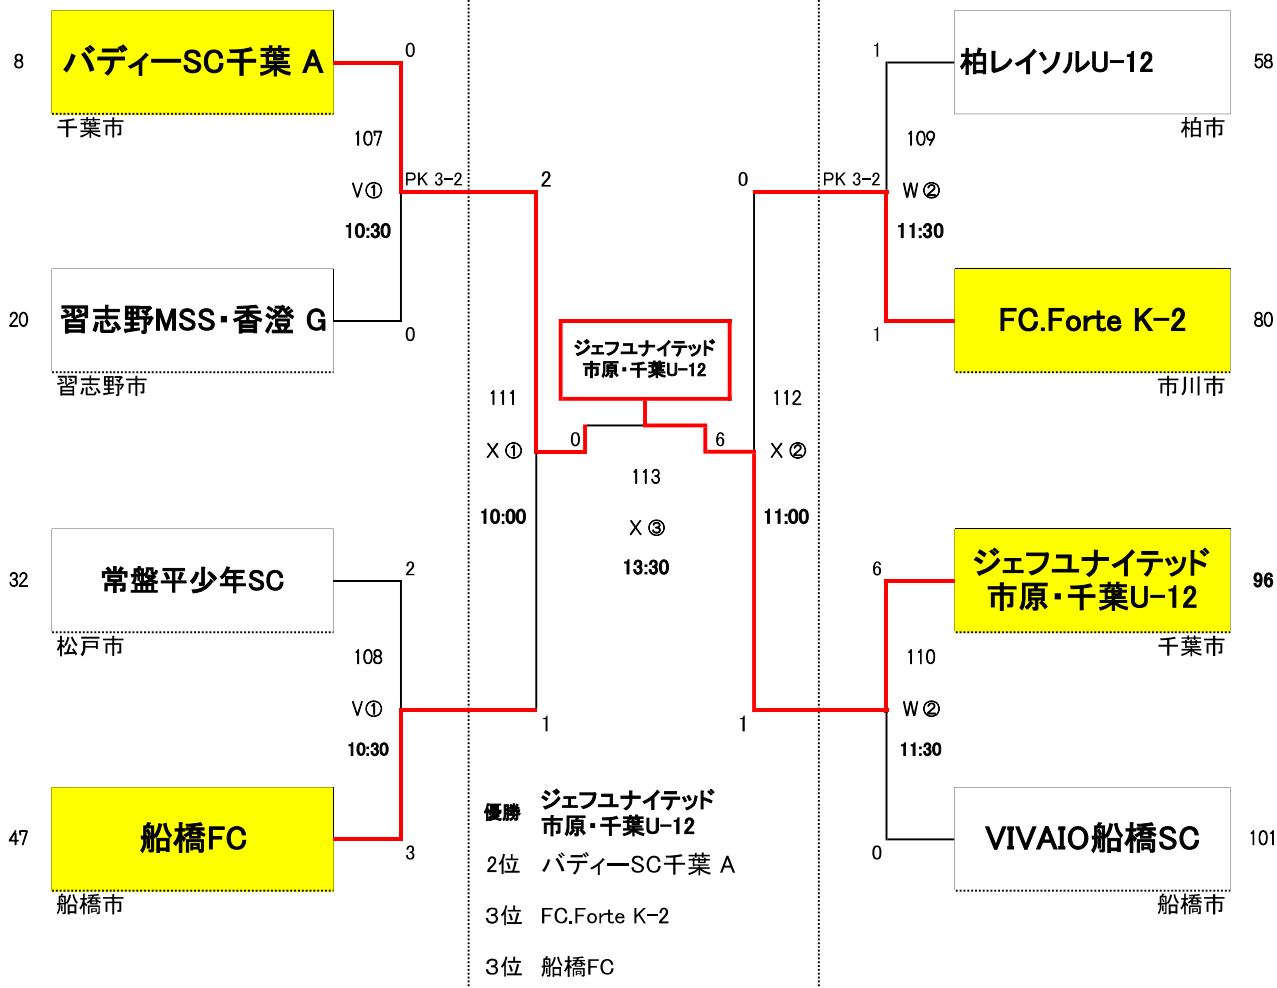 8
バディーSC千葉 A
千葉市
0
107
V①
10:30
PK 3-2
20
習志野MSS・香澄 G
習志野市
0
32
常盤平少年SC
松戸市
2
108
V①
10:30
47
船橋FC
船橋市
3
2
111
X①
10:00
1
ジェフユナイテッド
市原・千葉U-12
0
6
113
X③
13:30
0
112
X②
11:00
1
1
柏レイソルU-12
58
柏市
109
PK 3-2
W②
11:30
1
FC.Forte K-2
80
市川市
6
ジェフユナイテッド
市原・千葉U-12
96
千葉市
110
W②
11:30
0
VIVAIO船橋SC
101
船橋市
優勝 ジェフユナイテッド
市原・千葉U-12
2位 バディーSC千葉 A
3位 FC.Forte K-2
3位 船橋FC